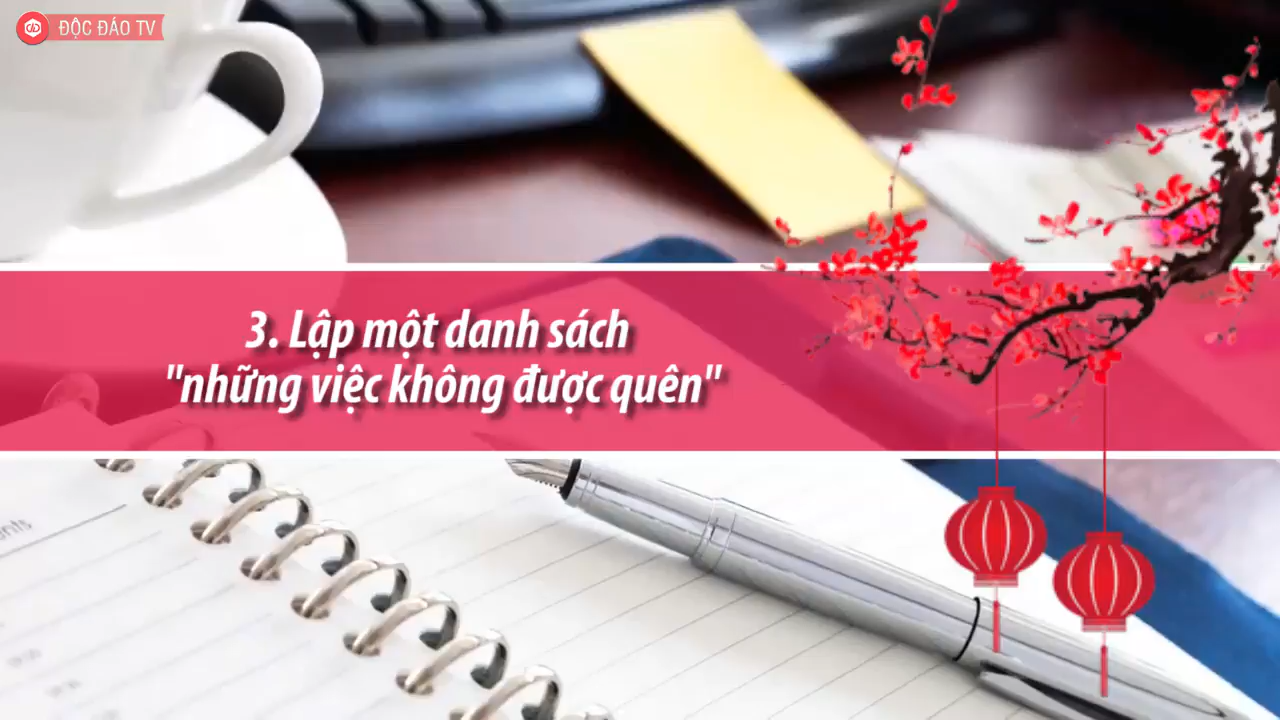 ĐỘC ĐÁO TV
3. Lập một danh sách
"những việc không được quên"